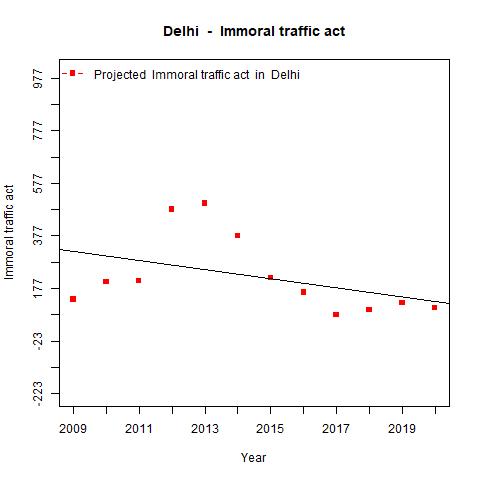 Delhi - Immoral traffic act
Projected Immoral traffic act in Delhi
977
777
577
377
177
-23
-223
Immoral traffic act
2009 2011 2013 2015 2017 2019
Year